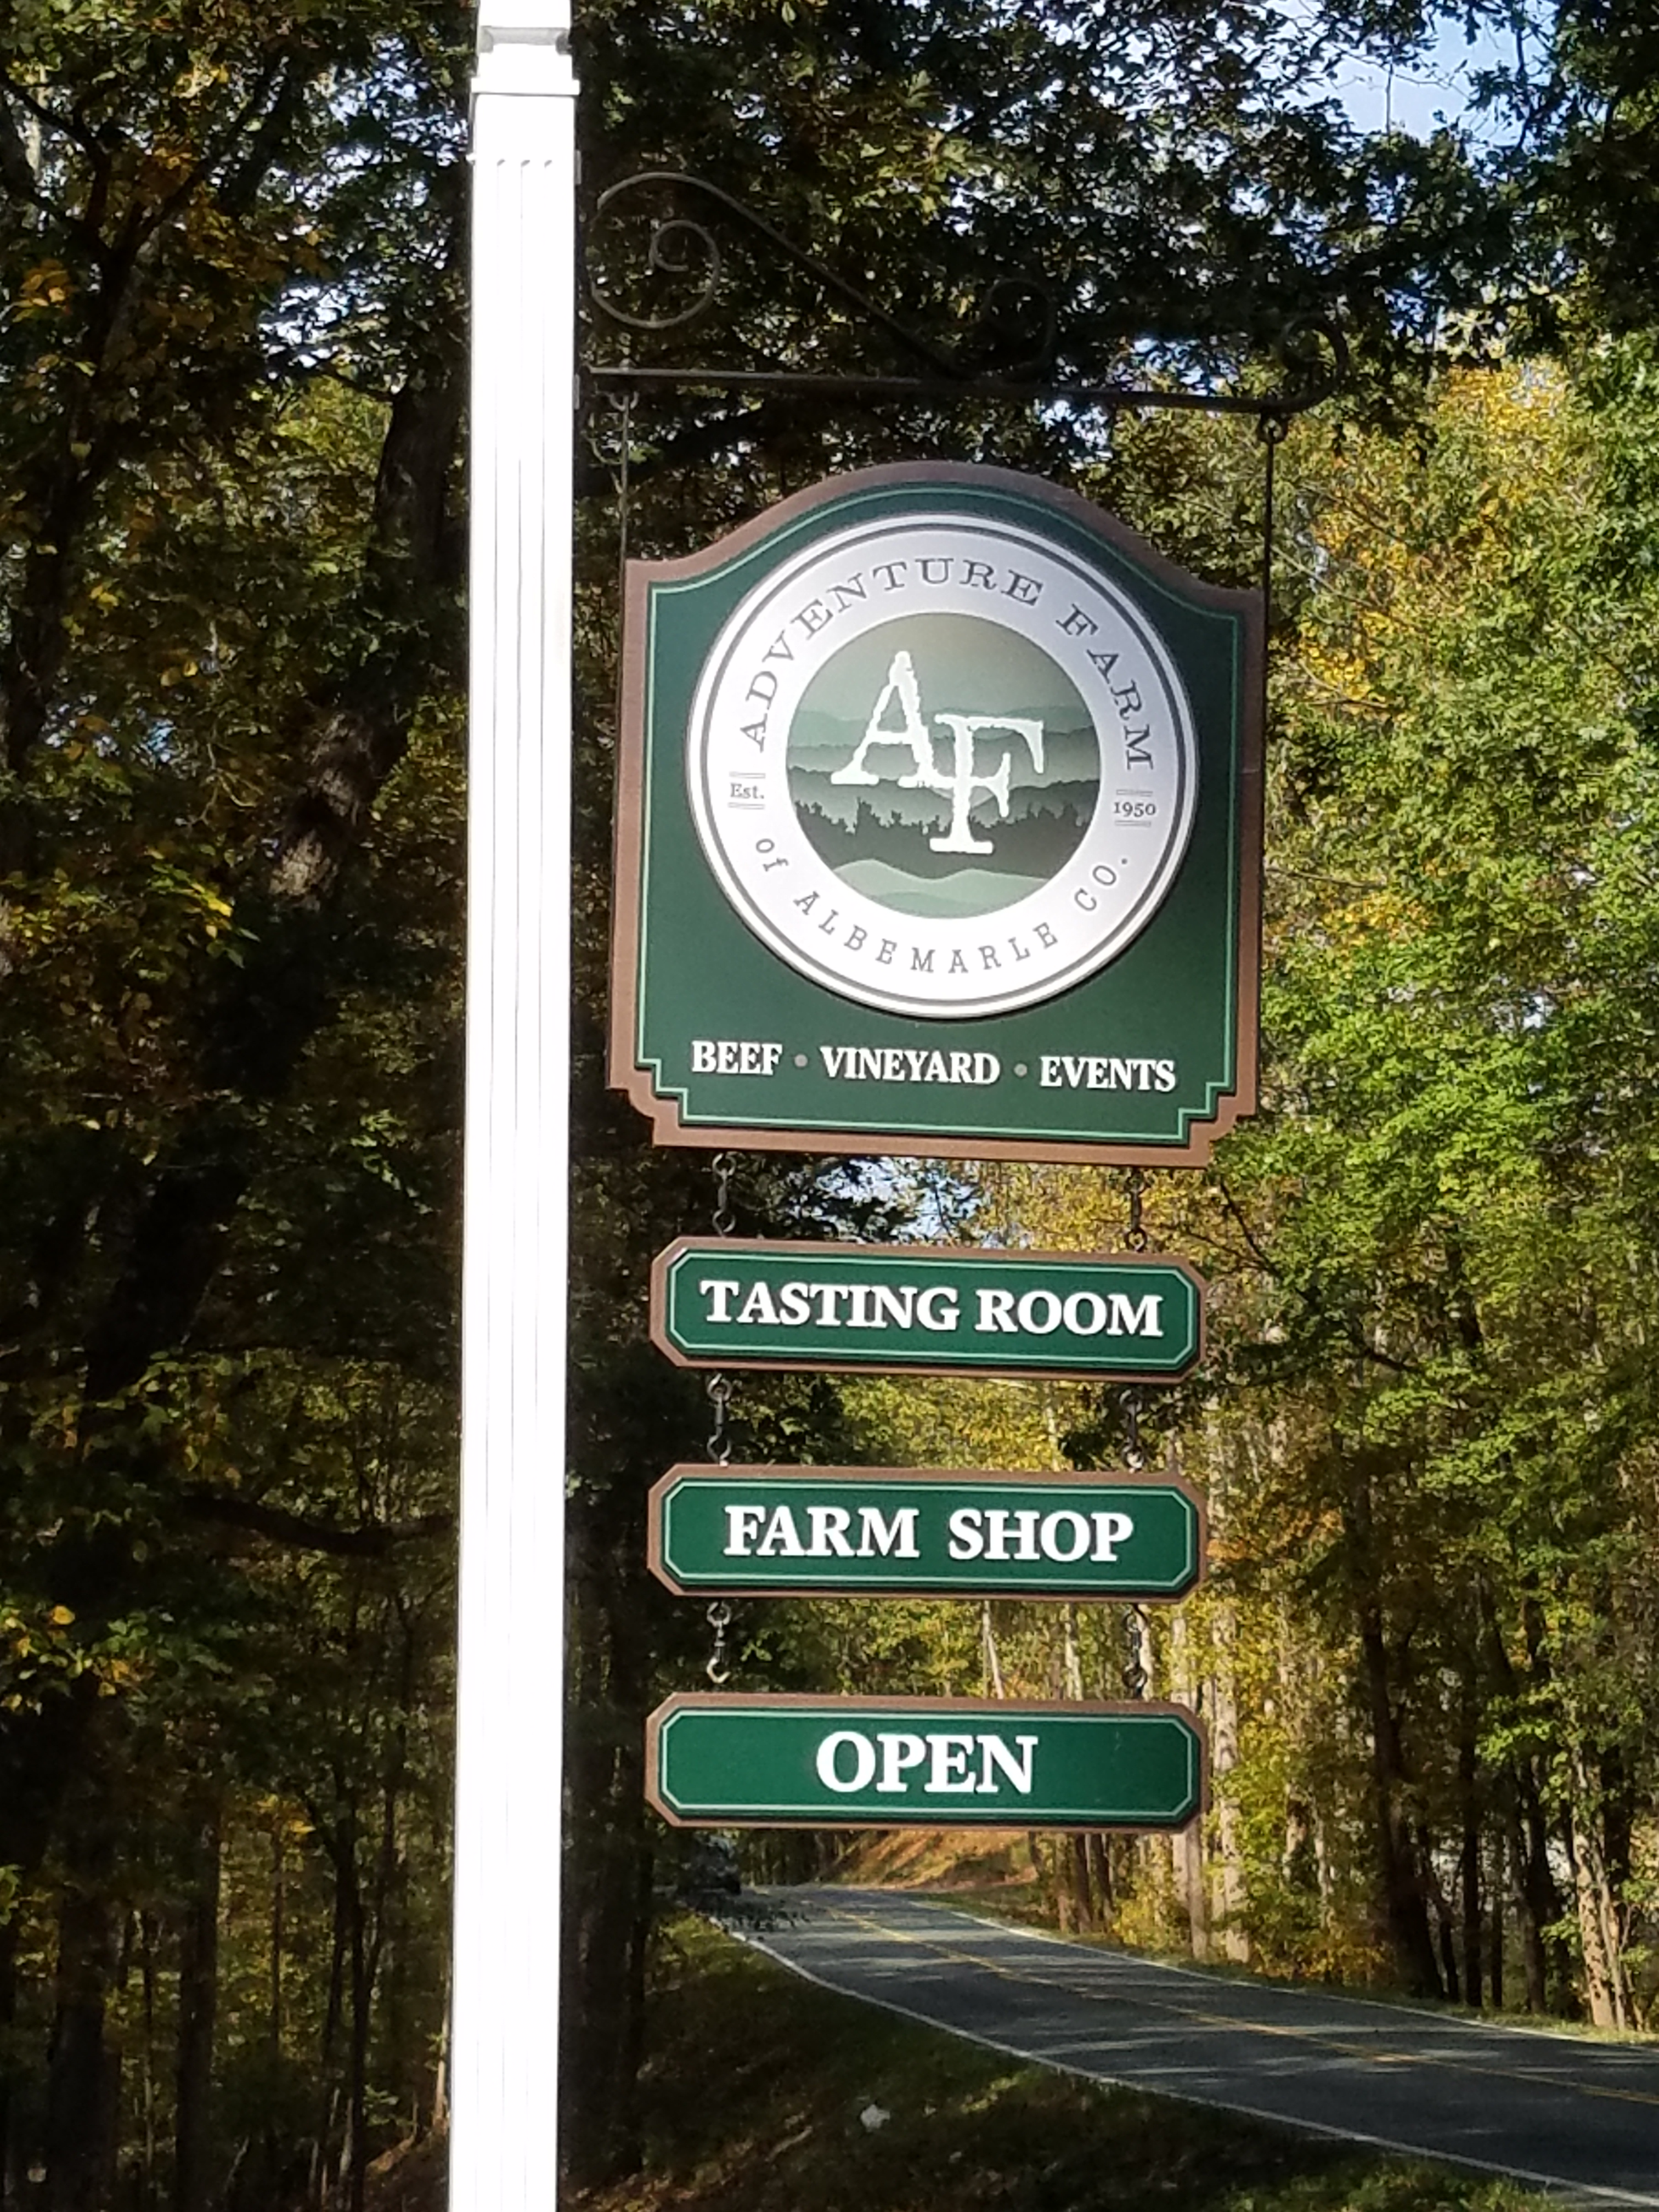 ADVENTURE FARM
AF
Est.
1950
of ALBEMARLE CO.
BEEF • VINEYARD • EVENTS
TASTING ROOM
FARM SHOP
OPEN